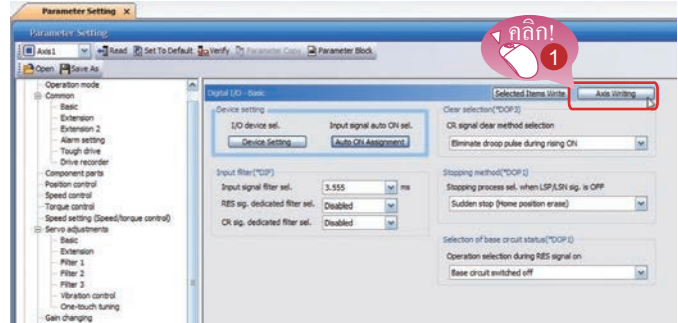 Parameter Setting
Parameter Setting
Axis1 Read Set To Default Verify Parameter Copy Parameter Block
Open Save As
คลิก!
1
Operation mode
Common
Basic
Extension
Extension 2
Alarm setting
Tough drive
Drive recorder
Component parts
Position control
Speed control
Torque control
Speed setting (Speed/torque control)
Servo adjustments
Basic
Extension
Filter 1
Filter 2
Filter 3
Vibration control
One-touch tuning
Gain changing
Digital I/O - Basic
Selected Items Write Axis Writing
Device setting
I/O device sel. Input signal auto ON sel.
Device Setting Auto ON Assignment
Input filter(*DIF)
Input signal filter sel. 3.555 ms
RES sig. dedicated filter sel. Disabled
CR sig. dedicated filter sel. Disabled
Clear selection(*DOP3)
CR signal clear method selection
Eliminate droop pulse during rising ON
Stopping method(*DOP1)
Stopping process sel. when LSP/LSN sig. is OFF
Sudden stop (Home position erase)
Selection of base circuit status(*DOP1)
Operation selection during RES signal on
Base circuit switched off